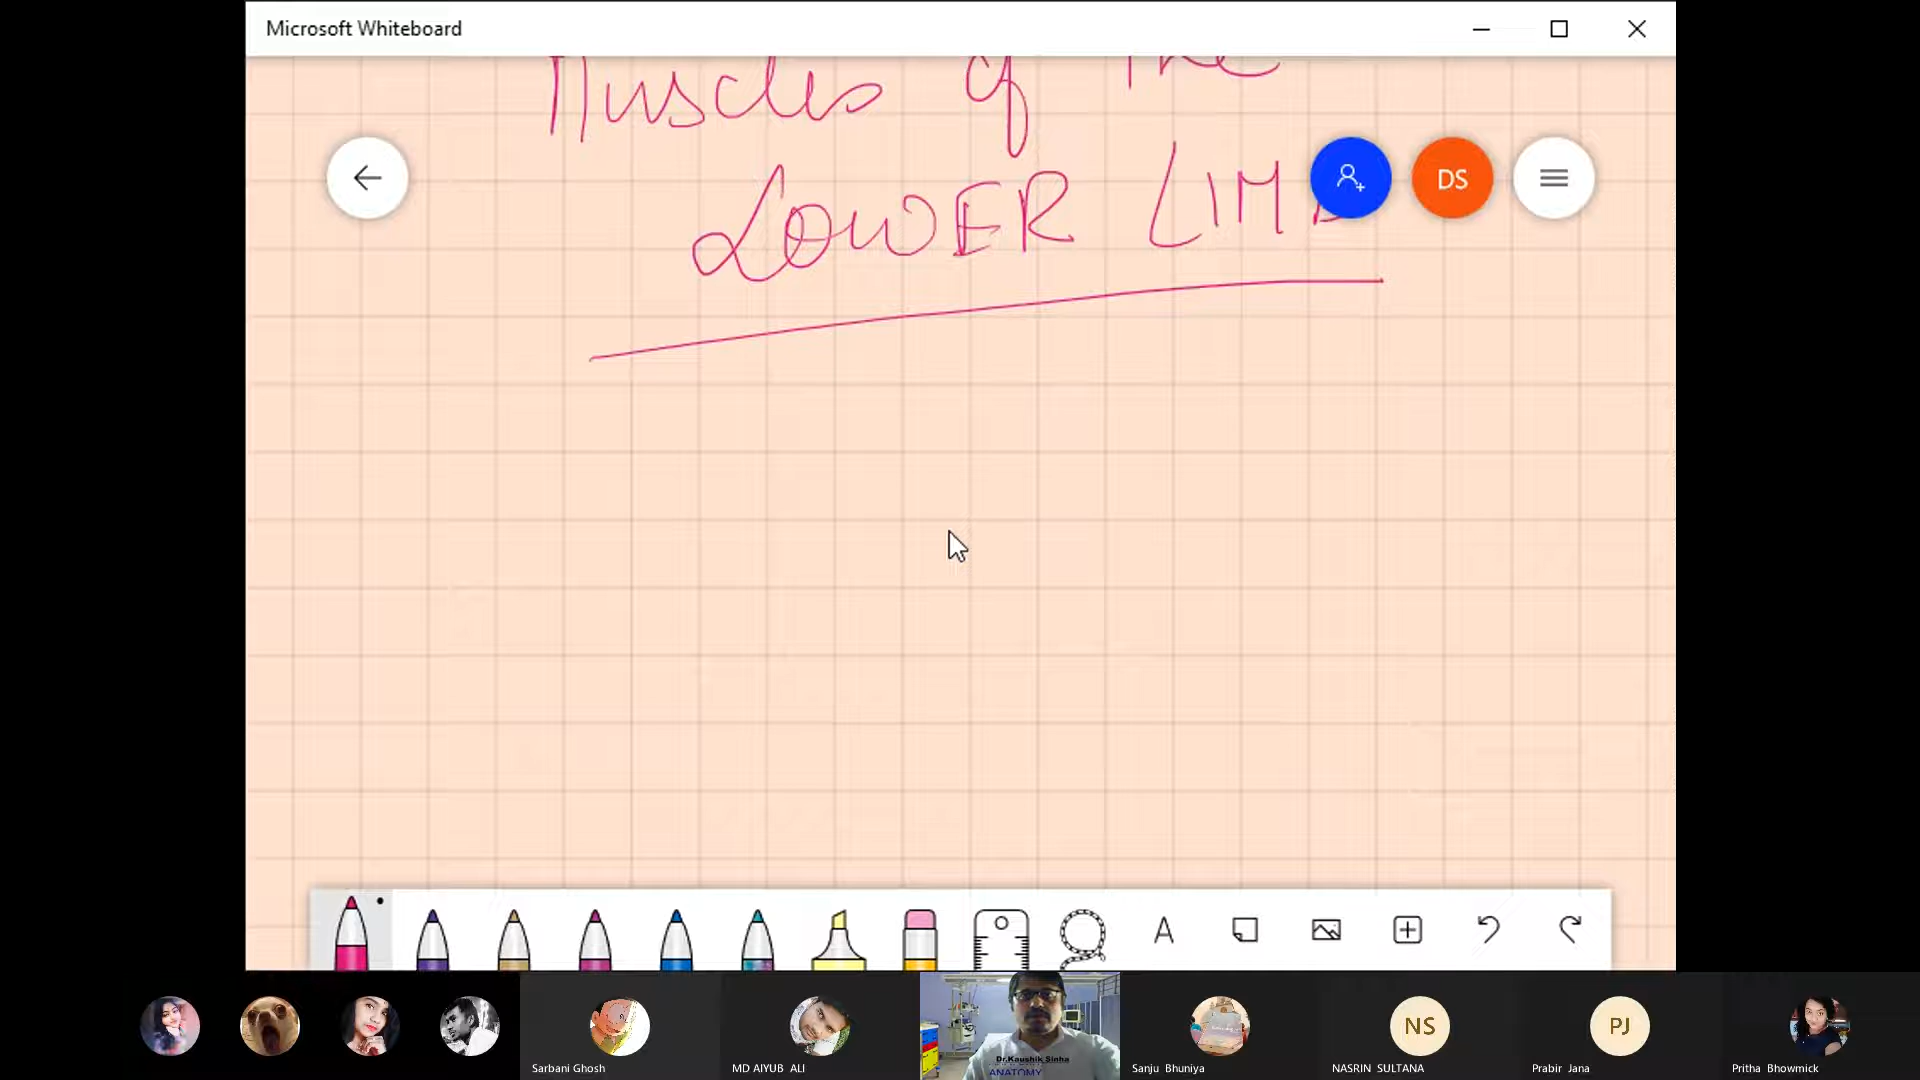 Microsoft Whiteboard
Muscles of the
LOWER LIMB
DS
A
Sarbani Ghosh
MD AIYUB ALI
Dr.Kaushik Sinha
ANATOMY
Sanju Bhuniya
NS
NASRIN SULTANA
PJ
Prabir Jana
Pritha Bhowmick